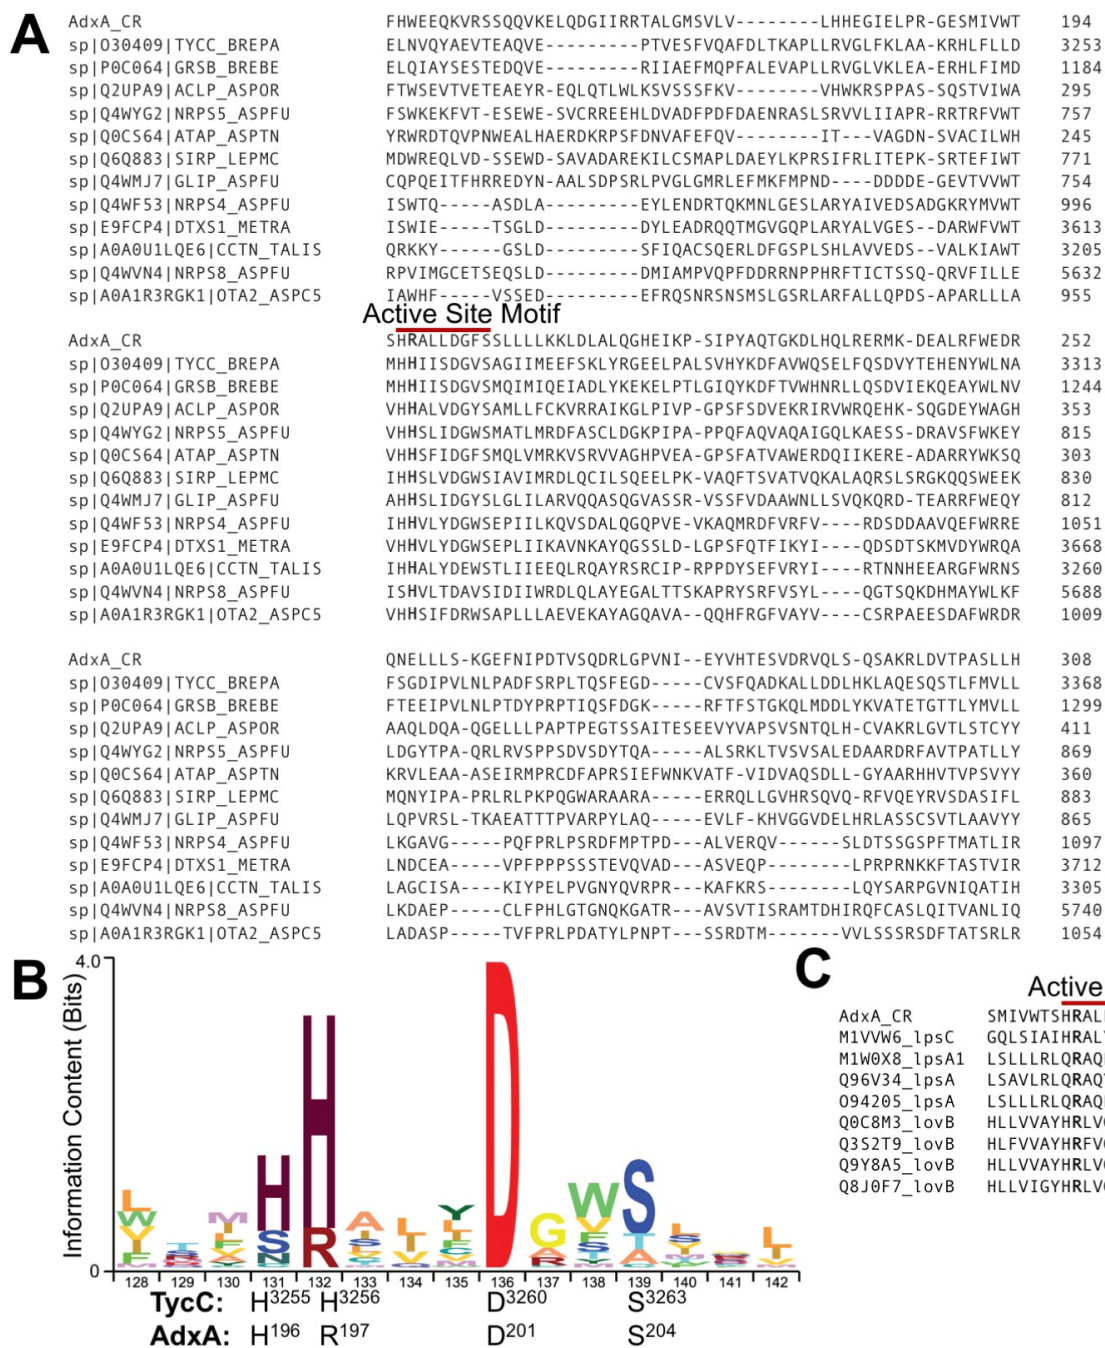 A
AdxA_CR FHWEEQKVRSSQQVKELQDGIIRRTALGMSVLV--------LHHEGIELPR-GESMIVWT 194
sp|O30409|TYCC_BREPA ELNVQYAEVTEAQVE---------PTVESFVQAFDLTKAPLLRVGLFKLAA-KRHLFLLD 3253
sp|P0C064|GRSB_BREBE ELQIAYSESTEDQVE---------RIIAEFMQPFALEVAPLLRVGLVKLEA-ERHLFIMD 1184
sp|Q2UPA9|ACLP_ASPOR FTWSEVTVETEAEYR-EQLQTLWLKSVSSSFKV--------VHWKRSPPAS-SQSTVIWA 295
sp|Q4WYG2|NRPS5_ASPFU FSWKEKFVT-ESEWE-SVCRREEHLDVADFPDFDAENRASLSRVVLIIAPR-RRTRFVWT 757
sp|Q0CS64|ATAP_ASPTN YRWRDTQVPNWEALHAERDKRPSFDNVAFEFQV--------IT---VAGDN-SVACILWH 245
sp|Q6Q883|SIRP_LEPMC MDWREQLVD-SSEWD-SAVADAREKILCSMAPLDAEYLKPRSIFRLITEPK-SRTEFIWT 771
sp|Q4WMJ7|GLIP_ASPFU CQPQEITFHRREDYN-AALSDPSRLPVGLGMRLEFMKFMPND----DDDDE-GEVTVVWT 754
sp|Q4WF53|NRPS4_ASPFU ISWTQ-----ASDLA---------EYLENDRTQKMNLGESLARYAIVEDSADGKRYMVWT 996
sp|E9FCP4|DTXS1_METRA ISWIE-----TSGLD---------DYLEADRQQTMGVGQPLARYALVGES--DARWFVWT 3613
sp|A0A0U1LQE6|CCTN_TALIS QRKKY-----GSLD---------SFIQACSQERLDFGSPLSHLAVVEDS---VALKIAWT 3205
sp|Q4WVN4|NRPS8_ASPFU RPVIMGCETSEQSLD---------DMIAMPVQPFDDRRNPPHRFTICTSSQ-QRVFILLE 5632
sp|A0A1R3RGK1|OTA2_ASPC5 IAWHF-----VSSED---------EFRQSNRSNSMSLGSRLARFALLQPDS-APARLLLA 955
Active Site Motif
AdxA_CR SHRALLDGFSSLLLLKKLDLALQGHEIKP-SIPYAQTGKDLHQLRERMK-DEALRFWEDR 252
sp|O30409|TYCC_BREPA MHHIISDGVSAGIIMEEFSKLYRGEELPALSVHYKDFAVWQSELFQSDVYTEHENYWLNA 3313
sp|P0C064|GRSB_BREBE MHHIISDGVSMQIMIQEIADLYKEKELPTLGIQYKDFTVWHNRLLQSDVIEKQEAYWLNV 1244
sp|Q2UPA9|ACLP_ASPOR VHHALVDGYSAMLLFCKVRRAIKGLPIVP-GPSFSDVEKRIRVWRQEHK-SQGDEYWAGH 353
sp|Q4WYG2|NRPS5_ASPFU VHHSLIDGWSMATLMRDFASCLDGKPIPA-PPQFAQVAQAIGQLKAESS-DRAVSFWKEY 815
sp|Q0CS64|ATAP_ASPTN VHHSFIDGFSMQLVMRKVSRVVAGHPVEA-GPSFATVAWERDQIIKERE-ADARRYWKSQ 303
sp|Q6Q883|SIRP_LEPMC IHHSLVDGWSIAVIMRDLQCILSQEELPK-VAQFTSVATVQKALAQRSLSRGKQQSWEEK 830
sp|Q4WMJ7|GLIP_ASPFU AHHSLIDGYSLGLILARVQQASQGVASSR-VSSFVDAAWNLLSVQKQRD-TEARRFWEQY 812
sp|Q4WF53|NRPS4_ASPFU IHHVLYDGWSEPIILKQVSDALQGQPVE-VKAQMRDFVRFV----RDSDDAAVQEFWRRE 1051
sp|E9FCP4|DTXS1_METRA VHHVLYDGWSEPLIIKAVNKAYQGSSLD-LGPSFQTFIKYI----QDSDTSKMVDYWRQA 3668
sp|A0A0U1LQE6|CCTN_TALIS IHHALYDEWSTLIIEEQLRQAYRSRCIP-RPPDYSEFVRYI----RTNNHEEARGFWRNS 3260
sp|Q4WVN4|NRPS8_ASPFU ISHVLTDAVSIDIIWRDLQLAYEGALTTSKAPRYSRFVSYL----QGTSQKDHMAYWLKF 5688
sp|A0A1R3RGK1|OTA2_ASPC5 VHHSIFDRWSAPLLLAEVEKAYAGQAVA--QQHFRGFVAYV----CSRPAEESDAFWRDR 1009
AdxA_CR QNELLLS-KGEFNIPDTVSQDRLGPVNI--EYVHTESVDRVQLS-QSAKRLDVTPASLLH 308
sp|O30409|TYCC_BREPA FSGDIPVLNLPADFSRPLTQSFEGD-----CVSFQADKALLDDLHKLAQESQSTLFMVLL 3368
sp|P0C064|GRSB_BREBE FTEEIPVLNLPTDYPRPTIQSFDGK-----RFTFSTGKQLMDDLYKVATETGTTLYMVLL 1299
sp|Q2UPA9|ACLP_ASPOR AAQLDQA-QGELLLPAPTPEGTSSAITESEEVYVAPSVSNTQLH-CVAKRLGVTLSTCYY 411
sp|Q4WYG2|NRPS5_ASPFU LDGYTPA-QRLRVSPPSDVSDYTQA-----ALSRKLTVSVSALEDAARDRFAVTPATLLY 869
sp|Q0CS64|ATAP_ASPTN KRVLEAA-ASEIRMPRCDFAPRSIEFWNKVATF-VIDVAQSDLL-GYAARHHVTVPSVYY 360
sp|Q6Q883|SIRP_LEPMC MQNYIPA-PRLRLPKPQGWARAARA-----ERRQLLGVHRSQVQ-RFVQEYRVSDASIFL 883
sp|Q4WMJ7|GLIP_ASPFU LQPVRSL-TKAEATTTPVARPYLAQ-----EVLF-KHVGGVDELHRLASSCSVTLAAVYY 865
sp|Q4WF53|NRPS4_ASPFU LKGAVG-----PQFPRLPSRDFMPTPD---ALVERQV------SLDTSSGSPFTMATLIR 1097
sp|E9FCP4|DTXS1_METRA LNDCEA-----VPFPPPPSSSTEVQVAD---ASVEQP-------LPRPRNKKFTASTVIR 3712
sp|A0A0U1LQE6|CCTN_TALIS LAGCISA----KIYPELPVGNYQVRPR---KAFKRS-------LQYSARPGVNIQATIH 3305
sp|Q4WVN4|NRPS8_ASPFU LKDAEP-----CLFPHLGTGNQKGATR---AVSVTISRAMTDHIRQFCASLQITVANLIQ 5740
sp|A0A1R3RGK1|OTA2_ASPC5 LADASP-----TVFPRLPDATYLPNPT---SSRDTM-------VVLSSSRSDFTATSRLR 1054
B
4.0
Information Content (Bits)
0
128 129 130 131 132 133 134 135 136 137 138 139 140 141 142
TycC: H3255 H3256 D3260 S3263
AdxA: H196 R197 D201 S204
C
Active
AdxA_CR SMIVWTSHRAL
M1VVW6_lpsC GQLSIAIHRAL
M1W0X8_lpsA1 LSLLLRLQRAQ
Q96V34_lpsA LSAVLRLQRAQ
O94205_lpsA LSLLLRLQRAQ
Q0C8M3_lovB HLLVVAYHRLV
Q3S2T9_lovB HLFVVAYHRFV
Q9Y8A5_lovB HLLVVAYHRLV
Q8J0F7_lovB HLLVIGYHRLV